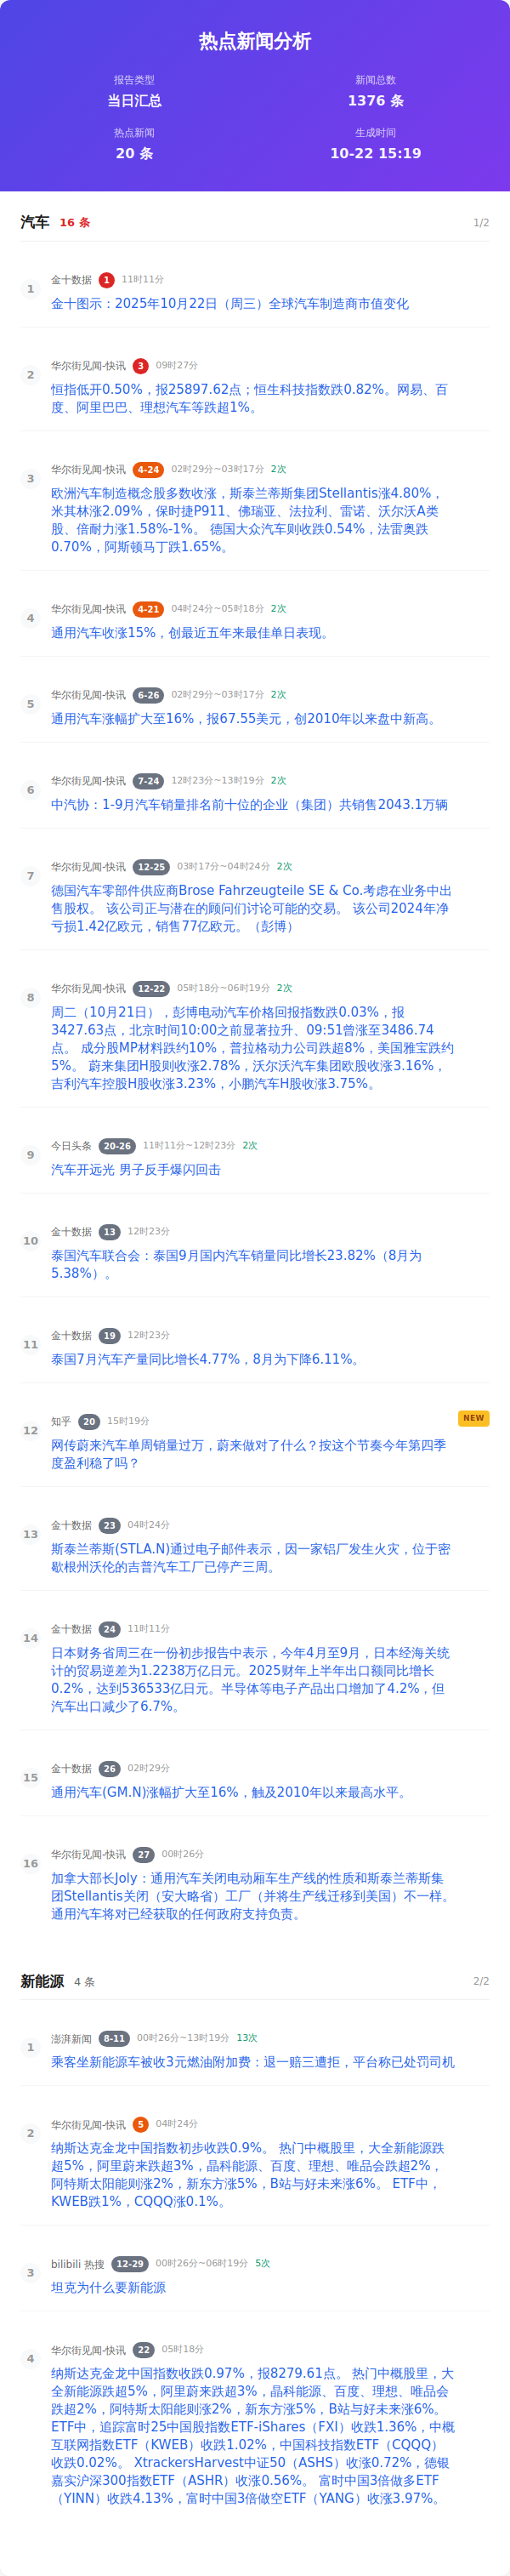 热点新闻分析
报告类型
新闻总数
当日汇总
1376 条
热点新闻
生成时间
20 条
10-22 15:19
汽车 16 条 1/2
1
金十数据 1 11时11分
金十图示：2025年10月22日（周三）全球汽车制造商市值变化
2
华尔街见闻-快讯 3 09时27分
恒指低开0.50%，报25897.62点；恒生科技指数跌0.82%。网易、百
度、阿里巴巴、理想汽车等跌超1%。
3
华尔街见闻-快讯 4-24 02时29分~03时17分 2次
欧洲汽车制造概念股多数收涨，斯泰兰蒂斯集团Stellantis涨4.80%，
米其林涨2.09%，保时捷P911、佛瑞亚、法拉利、雷诺、沃尔沃A类
股、倍耐力涨1.58%-1%。 德国大众汽车则收跌0.54%，法雷奥跌
0.70%，阿斯顿马丁跌1.65%。
4
华尔街见闻-快讯 4-21 04时24分~05时18分 2次
通用汽车收涨15%，创最近五年来最佳单日表现。
5
华尔街见闻-快讯 6-26 02时29分~03时17分 2次
通用汽车涨幅扩大至16%，报67.55美元，创2010年以来盘中新高。
6
华尔街见闻-快讯 7-24 12时23分~13时19分 2次
中汽协：1-9月汽车销量排名前十位的企业（集团）共销售2043.1万辆
7
华尔街见闻-快讯 12-25 03时17分~04时24分 2次
德国汽车零部件供应商Brose Fahrzeugteile SE & Co.考虑在业务中出
售股权。 该公司正与潜在的顾问们讨论可能的交易。 该公司2024年净
亏损1.42亿欧元，销售77亿欧元。（彭博）
8
华尔街见闻-快讯 12-22 05时18分~06时19分 2次
周二（10月21日），彭博电动汽车价格回报指数跌0.03%，报
3427.63点，北京时间10:00之前显著拉升、09:51曾涨至3486.74
点。 成分股MP材料跌约10%，普拉格动力公司跌超8%，美国雅宝跌约
5%。 蔚来集团H股则收涨2.78%，沃尔沃汽车集团欧股收涨3.16%，
吉利汽车控股H股收涨3.23%，小鹏汽车H股收涨3.75%。
9
今日头条 20-26 11时11分~12时23分 2次
汽车开远光 男子反手爆闪回击
10
金十数据 13 12时23分
泰国汽车联合会：泰国9月国内汽车销量同比增长23.82%（8月为
5.38%）。
11
金十数据 19 12时23分
泰国7月汽车产量同比增长4.77%，8月为下降6.11%。
12
知乎 20 15时19分 NEW
网传蔚来汽车单周销量过万，蔚来做对了什么？按这个节奏今年第四季
度盈利稳了吗？
13
金十数据 23 04时24分
斯泰兰蒂斯(STLA.N)通过电子邮件表示，因一家铝厂发生火灾，位于密
歇根州沃伦的吉普汽车工厂已停产三周。
14
金十数据 24 11时11分
日本财务省周三在一份初步报告中表示，今年4月至9月，日本经海关统
计的贸易逆差为1.2238万亿日元。2025财年上半年出口额同比增长
0.2%，达到536533亿日元。半导体等电子产品出口增加了4.2%，但
汽车出口减少了6.7%。
15
金十数据 26 02时29分
通用汽车(GM.N)涨幅扩大至16%，触及2010年以来最高水平。
16
华尔街见闻-快讯 27 00时26分
加拿大部长Joly：通用汽车关闭电动厢车生产线的性质和斯泰兰蒂斯集
团Stellantis关闭（安大略省）工厂（并将生产线迁移到美国）不一样。
通用汽车将对已经获取的任何政府支持负责。
新能源 4 条 2/2
1
澎湃新闻 8-11 00时26分~13时19分 13次
乘客坐新能源车被收3元燃油附加费：退一赔三遭拒，平台称已处罚司机
2
华尔街见闻-快讯 5 04时24分
纳斯达克金龙中国指数初步收跌0.9%。 热门中概股里，大全新能源跌
超5%，阿里蔚来跌超3%，晶科能源、百度、理想、唯品会跌超2%，
阿特斯太阳能则涨2%，新东方涨5%，B站与好未来涨6%。 ETF中，
KWEB跌1%，CQQQ涨0.1%。
3
bilibili 热搜 12-29 00时26分~06时19分 5次
坦克为什么要新能源
4
华尔街见闻-快讯 22 05时18分
纳斯达克金龙中国指数收跌0.97%，报8279.61点。 热门中概股里，大
全新能源跌超5%，阿里蔚来跌超3%，晶科能源、百度、理想、唯品会
跌超2%，阿特斯太阳能则涨2%，新东方涨5%，B站与好未来涨6%。
ETF中，追踪富时25中国股指数ETF-iShares（FXI）收跌1.36%，中概
互联网指数ETF（KWEB）收跌1.02%，中国科技指数ETF（CQQQ）
收跌0.02%。 XtrackersHarvest中证50（ASHS）收涨0.72%，德银
嘉实沪深300指数ETF（ASHR）收涨0.56%。 富时中国3倍做多ETF
（YINN）收跌4.13%，富时中国3倍做空ETF（YANG）收涨3.97%。